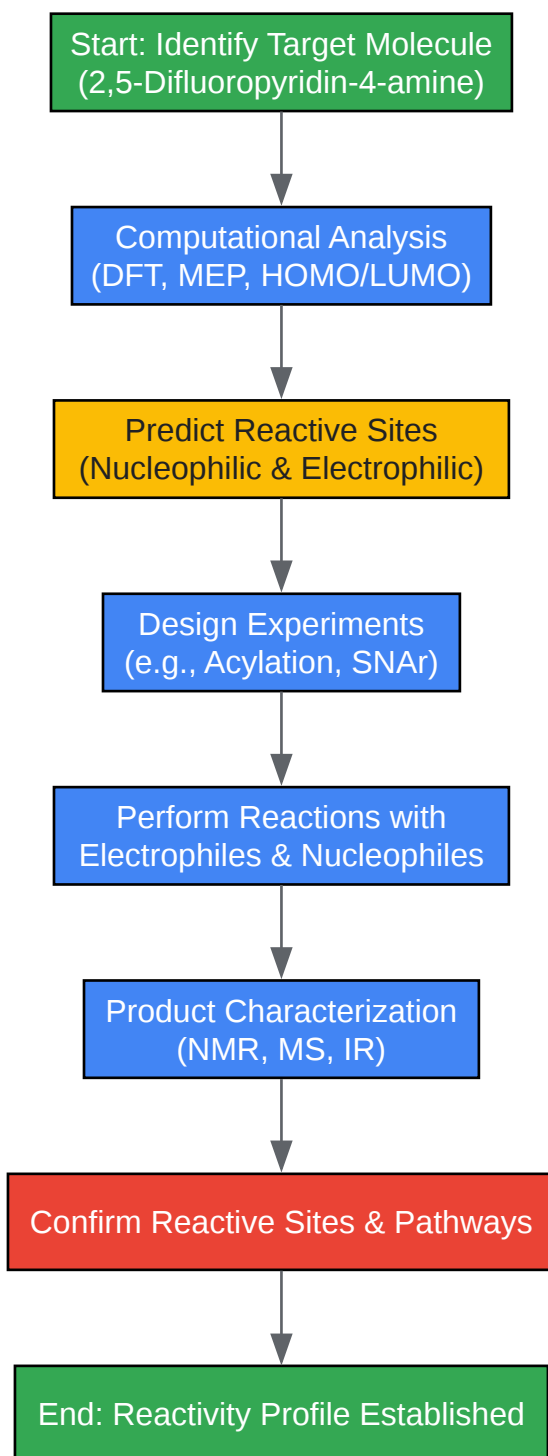 Start: Identify Target Molecule
(2,5-Difluoropyridin-4-amine)
Computational Analysis
(DFT, MEP, HOMO/LUMO)
Predict Reactive Sites
(Nucleophilic & Electrophilic)
Design Experiments
(e.g., Acylation, SNAr)
Perform Reactions with
Electrophiles & Nucleophiles
Product Characterization
(NMR, MS, IR)
Confirm Reactive Sites & Pathways
End: Reactivity Profile Established